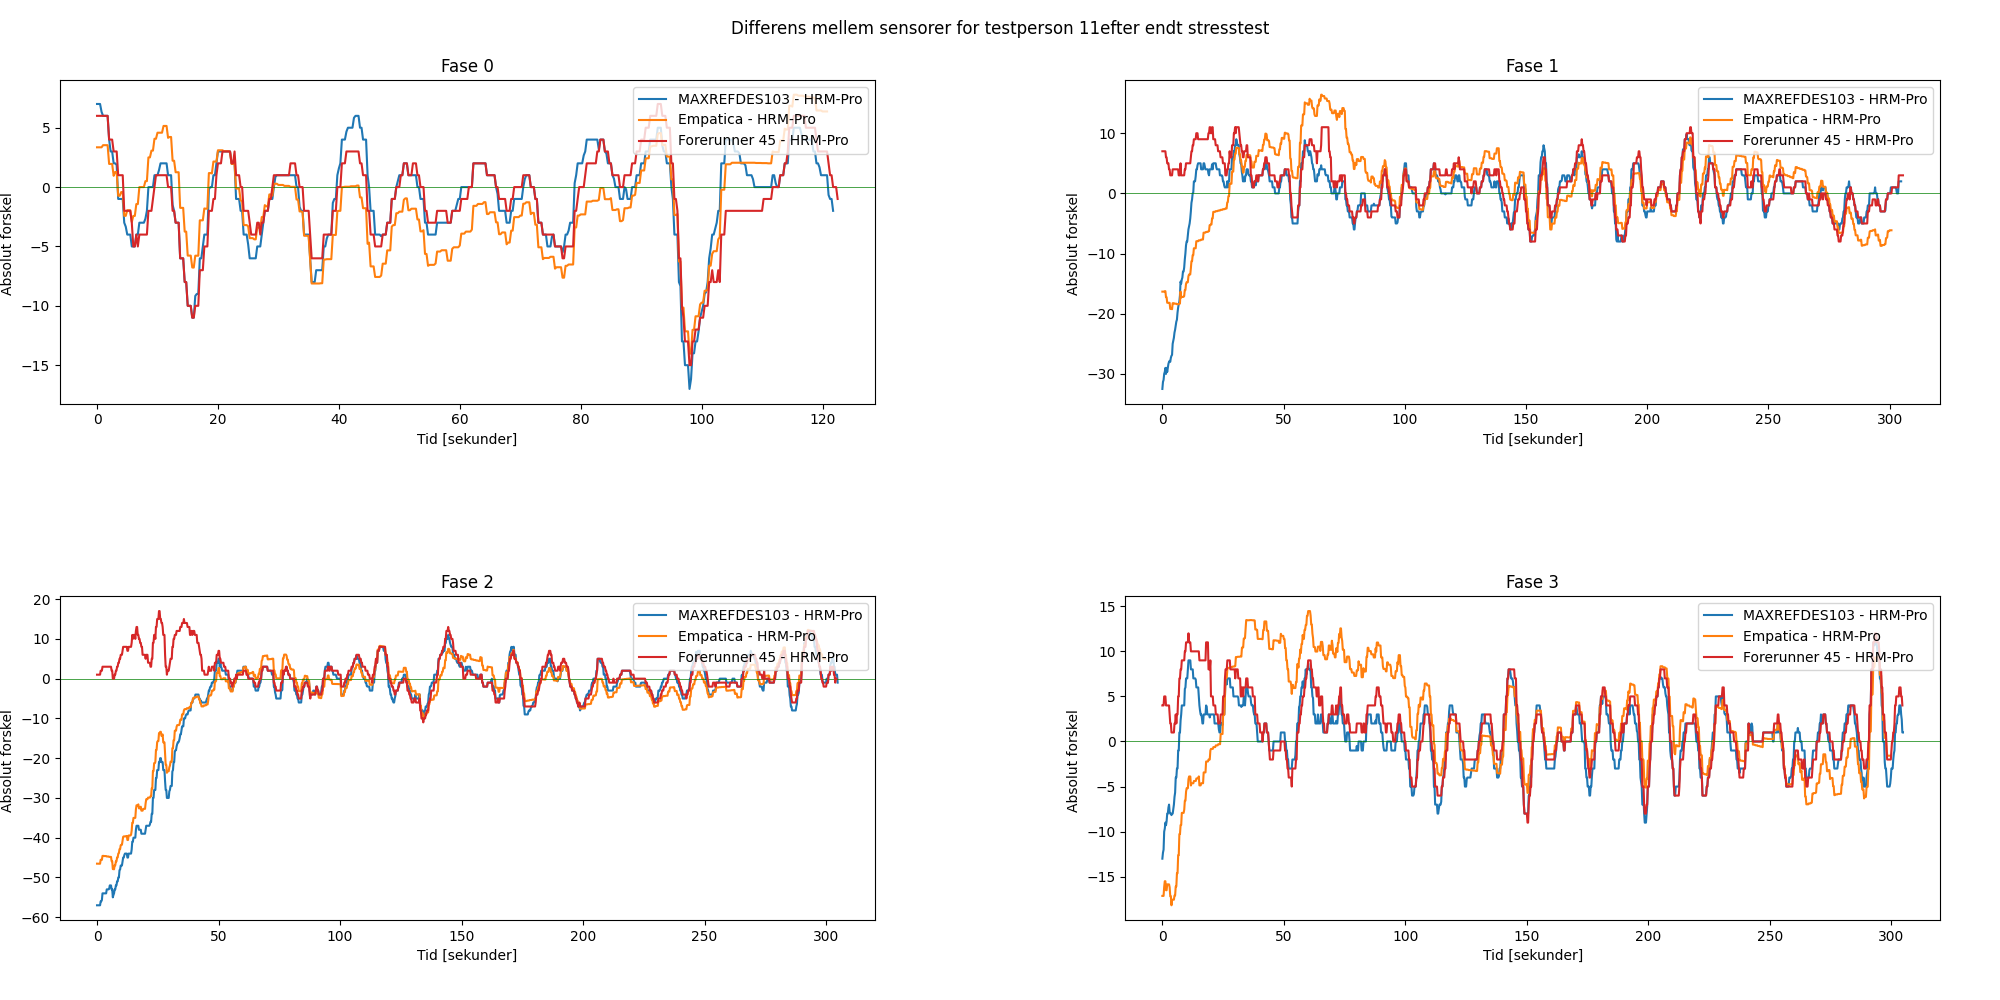 Differens mellem sensorer for testperson 11efter endt stresstest
Fase 0
MAXREFDES103 - HRM-Pro
Empatica - HRM-Pro
Forerunner 45 - HRM-Pro
5
0
−5
−10
−15
Absolut forskel
0 20 40 60 80 100 120
Tid [sekunder]
Fase 1
MAXREFDES103 - HRM-Pro
Empatica - HRM-Pro
Forerunner 45 - HRM-Pro
10
0
−10
−20
−30
Absolut forskel
0 50 100 150 200 250 300
Tid [sekunder]
Fase 2
MAXREFDES103 - HRM-Pro
Empatica - HRM-Pro
Forerunner 45 - HRM-Pro
20
10
0
−10
−20
−30
−40
−50
−60
Absolut forskel
0 50 100 150 200 250 300
Tid [sekunder]
Fase 3
MAXREFDES103 - HRM-Pro
Empatica - HRM-Pro
Forerunner 45 - HRM-Pro
15
10
5
0
−5
−10
−15
Absolut forskel
0 50 100 150 200 250 300
Tid [sekunder]